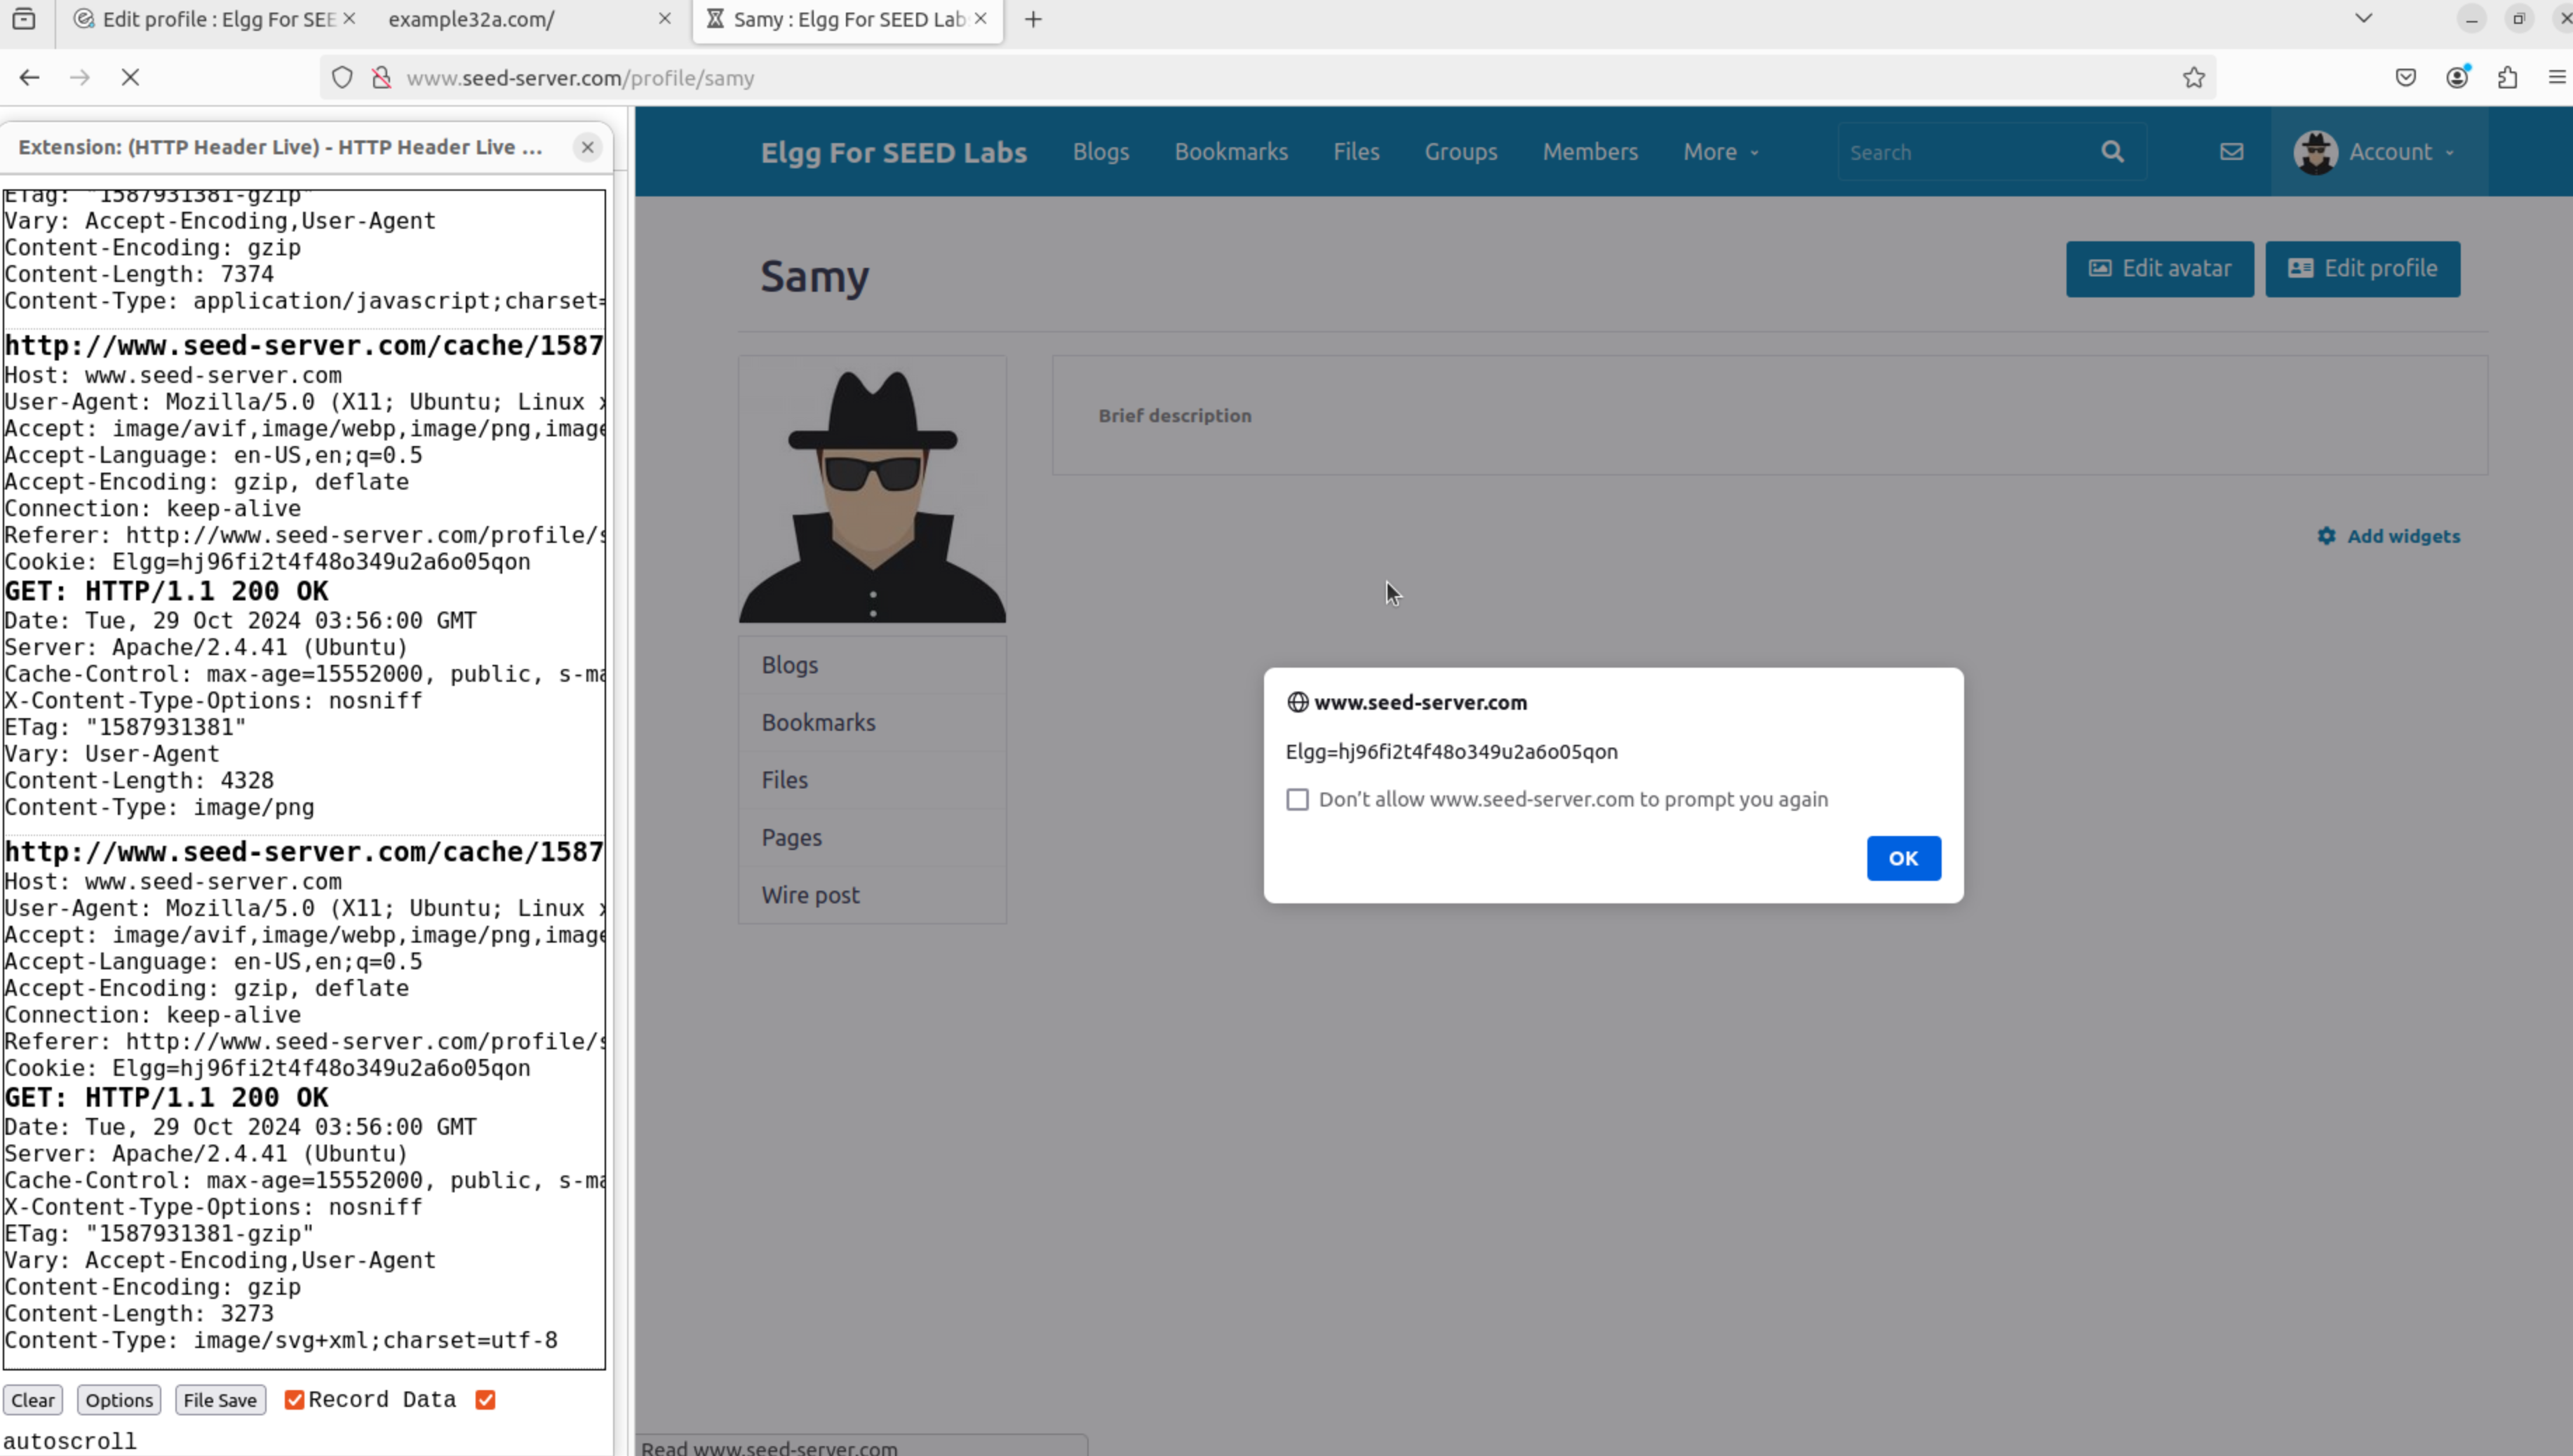 Edit profile : Elgg For SEE
example32a.com/
Samy : Elgg For SEED Lab
www.seed-server.com/profile/samy
Extension: (HTTP Header Live) - HTTP Header Live ...
ETag: "1587931381-gzip"
Vary: Accept-Encoding,User-Agent
Content-Encoding: gzip
Content-Length: 7374
Content-Type: application/javascript;charset=
http://www.seed-server.com/cache/1587
Host: www.seed-server.com
User-Agent: Mozilla/5.0 (X11; Ubuntu; Linux x
Accept: image/avif,image/webp,image/png,image
Accept-Language: en-US,en;q=0.5
Accept-Encoding: gzip, deflate
Connection: keep-alive
Referer: http://www.seed-server.com/profile/s
Cookie: Elgg=hj96fi2t4f48o349u2a6o05qon
GET: HTTP/1.1 200 OK
Date: Tue, 29 Oct 2024 03:56:00 GMT
Server: Apache/2.4.41 (Ubuntu)
Cache-Control: max-age=15552000, public, s-ma
X-Content-Type-Options: nosniff
ETag: "1587931381"
Vary: User-Agent
Content-Length: 4328
Content-Type: image/png
http://www.seed-server.com/cache/1587
Host: www.seed-server.com
User-Agent: Mozilla/5.0 (X11; Ubuntu; Linux x
Accept: image/avif,image/webp,image/png,image
Accept-Language: en-US,en;q=0.5
Accept-Encoding: gzip, deflate
Connection: keep-alive
Referer: http://www.seed-server.com/profile/s
Cookie: Elgg=hj96fi2t4f48o349u2a6o05qon
GET: HTTP/1.1 200 OK
Date: Tue, 29 Oct 2024 03:56:00 GMT
Server: Apache/2.4.41 (Ubuntu)
Cache-Control: max-age=15552000, public, s-ma
X-Content-Type-Options: nosniff
ETag: "1587931381-gzip"
Vary: Accept-Encoding,User-Agent
Content-Encoding: gzip
Content-Length: 3273
Content-Type: image/svg+xml;charset=utf-8
Clear Options File Save Record Data
autoscroll
Elgg For SEED Labs Blogs Bookmarks Files Groups Members More Search Account
Samy
Edit avatar Edit profile
Brief description
Add widgets
Blogs
Bookmarks
Files
Pages
Wire post
www.seed-server.com
Elgg=hj96fi2t4f48o349u2a6o05qon
Don't allow www.seed-server.com to prompt you again
OK
Read www.seed-server.com